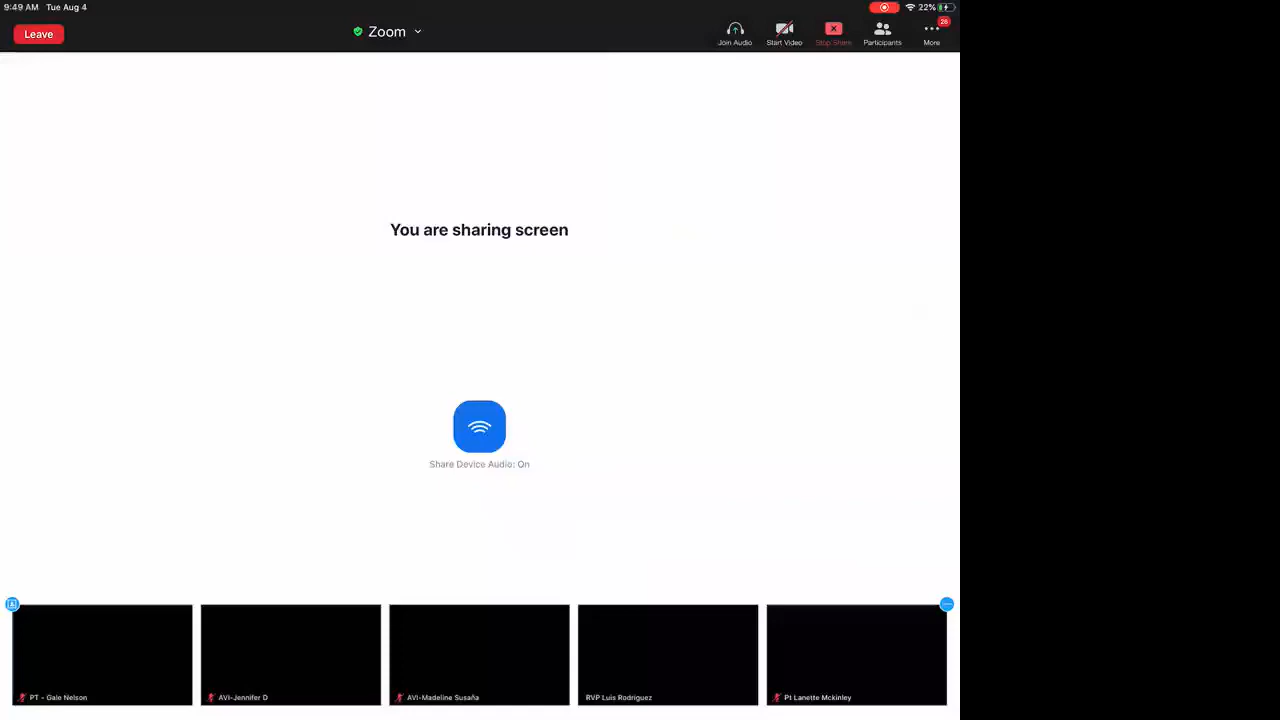 9:49 AM Tue Aug 4
22%
Leave
Zoom
Join Audio
Start Video
Stop Share
Participants
More
26
You are sharing screen
Share Device Audio: On
PT - Gale Nelson
AVI-Jennifer D
AVI-Madeline Susaña
RVP Luis Rodriguez
Pt Lanette Mckinley